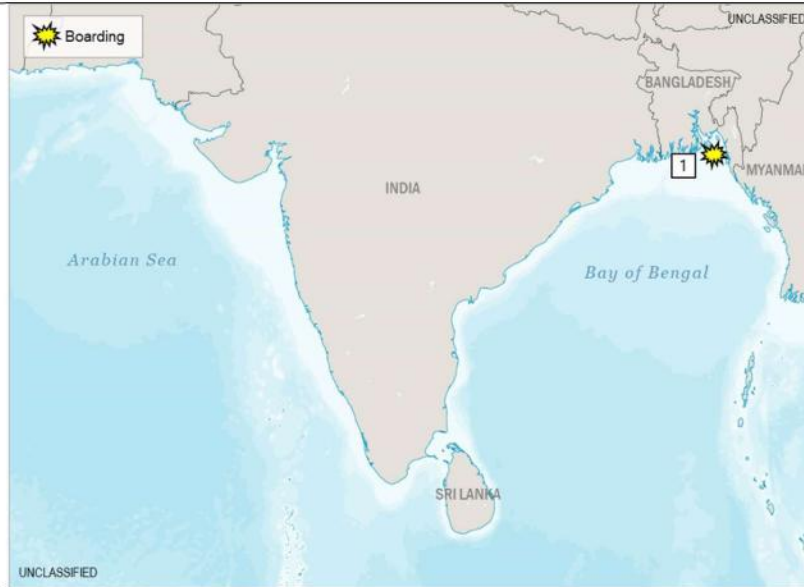 UNCLASSIFIED
Boarding
BANGLADESH
1
MYANMAR
INDIA
Arabian Sea
Bay of Bengal
SRI LANKA
UNCLASSIFIED